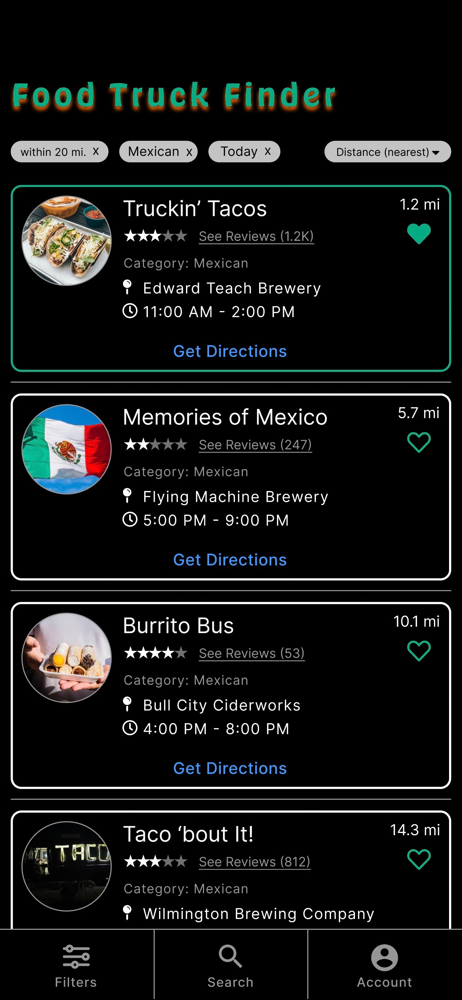 Food Truck Finder
within 20 mi. x Mexican x Today x Distance (nearest)
Truckin’ Tacos 1.2 mi
See Reviews (1.2K)
Category: Mexican
Edward Teach Brewery
11:00 AM - 2:00 PM
Get Directions
Memories of Mexico 5.7 mi
See Reviews (247)
Category: Mexican
Flying Machine Brewery
5:00 PM - 9:00 PM
Get Directions
Burrito Bus 10.1 mi
See Reviews (53)
Category: Mexican
Bull City Ciderworks
4:00 PM - 8:00 PM
Get Directions
Taco ‘bout It! 14.3 mi
TACO
See Reviews (812)
Category: Mexican
Wilmington Brewing Company
Filters Search Account